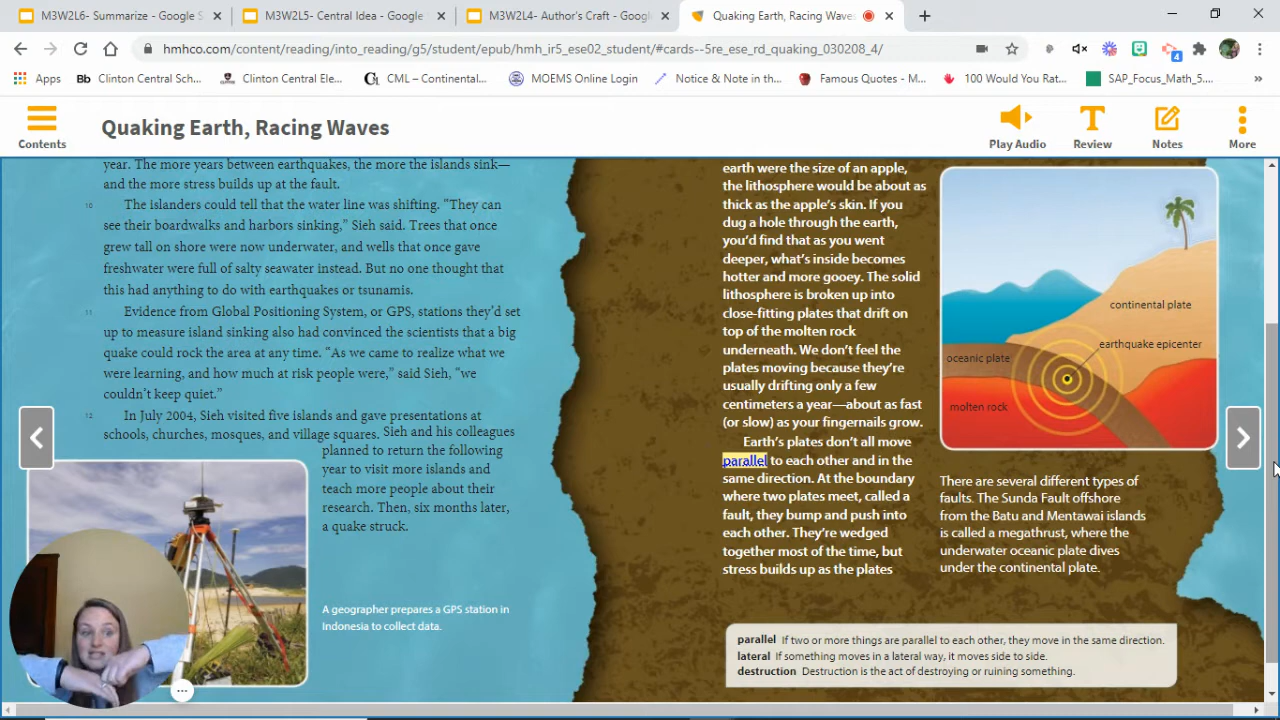 M3W2L6- Summarize - Google S
M3W2L5- Central Idea - Google
M3W2L4- Author's Craft - Googl
Quaking Earth, Racing Waves
hmhco.com/content/reading/into_reading/g5/student/epub/hmh_ir5_ese02_student/#cards--5re_ese_rd_quaking_030208_4/
4
Apps
Bb Clinton Central Sch...
Clinton Central Ele...
CML – Continental...
MOEMS Online Login
Notice & Note in the...
Famous Quotes - M...
100 Would You Rat...
SAP_Focus_Math_5....
»
Contents
Quaking Earth, Racing Waves
Play Audio
Review
Notes
More
year. The more years between earthquakes, the more the islands sink—
and the more stress builds up at the fault.
10 The islanders could tell that the water line was shifting. “They can
see their boardwalks and harbors sinking,” Sieh said. Trees that once
grew tall on shore were now underwater, and wells that once gave
freshwater were full of salty seawater instead. But no one thought that
this had anything to do with earthquakes or tsunamis.
11 Evidence from Global Positioning System, or GPS, stations they’d set
up to measure island sinking also had convinced the scientists that a big
quake could rock the area at any time. “As we came to realize what we
were learning, and how much at risk people were,” said Sieh, “we
couldn’t keep quiet.”
12 In July 2004, Sieh visited five islands and gave presentations at
schools, churches, mosques, and village squares. Sieh and his colleagues
planned to return the following
year to visit more islands and
teach more people about their
research. Then, six months later,
a quake struck.
A geographer prepares a GPS station in
Indonesia to collect data.
earth were the size of an apple,
the lithosphere would be about as
thick as the apple’s skin. If you
dug a hole through the earth,
you’d find that as you went
deeper, what’s inside becomes
hotter and more gooey. The solid
lithosphere is broken up into
close-fitting plates that drift on
top of the molten rock
underneath. We don’t feel the
plates moving because they’re
usually drifting only a few
centimeters a year—about as fast
(or slow) as your fingernails grow.
Earth’s plates don’t all move
parallel to each other and in the
same direction. At the boundary
where two plates meet, called a
fault, they bump and push into
each other. They’re wedged
together most of the time, but
stress builds up as the plates
continental plate
earthquake epicenter
oceanic plate
molten rock
There are several different types of
faults. The Sunda Fault offshore
from the Batu and Mentawai islands
is called a megathrust, where the
underwater oceanic plate dives
under the continental plate.
parallel If two or more things are parallel to each other, they move in the same direction.
lateral If something moves in a lateral way, it moves side to side.
destruction Destruction is the act of destroying or ruining something.